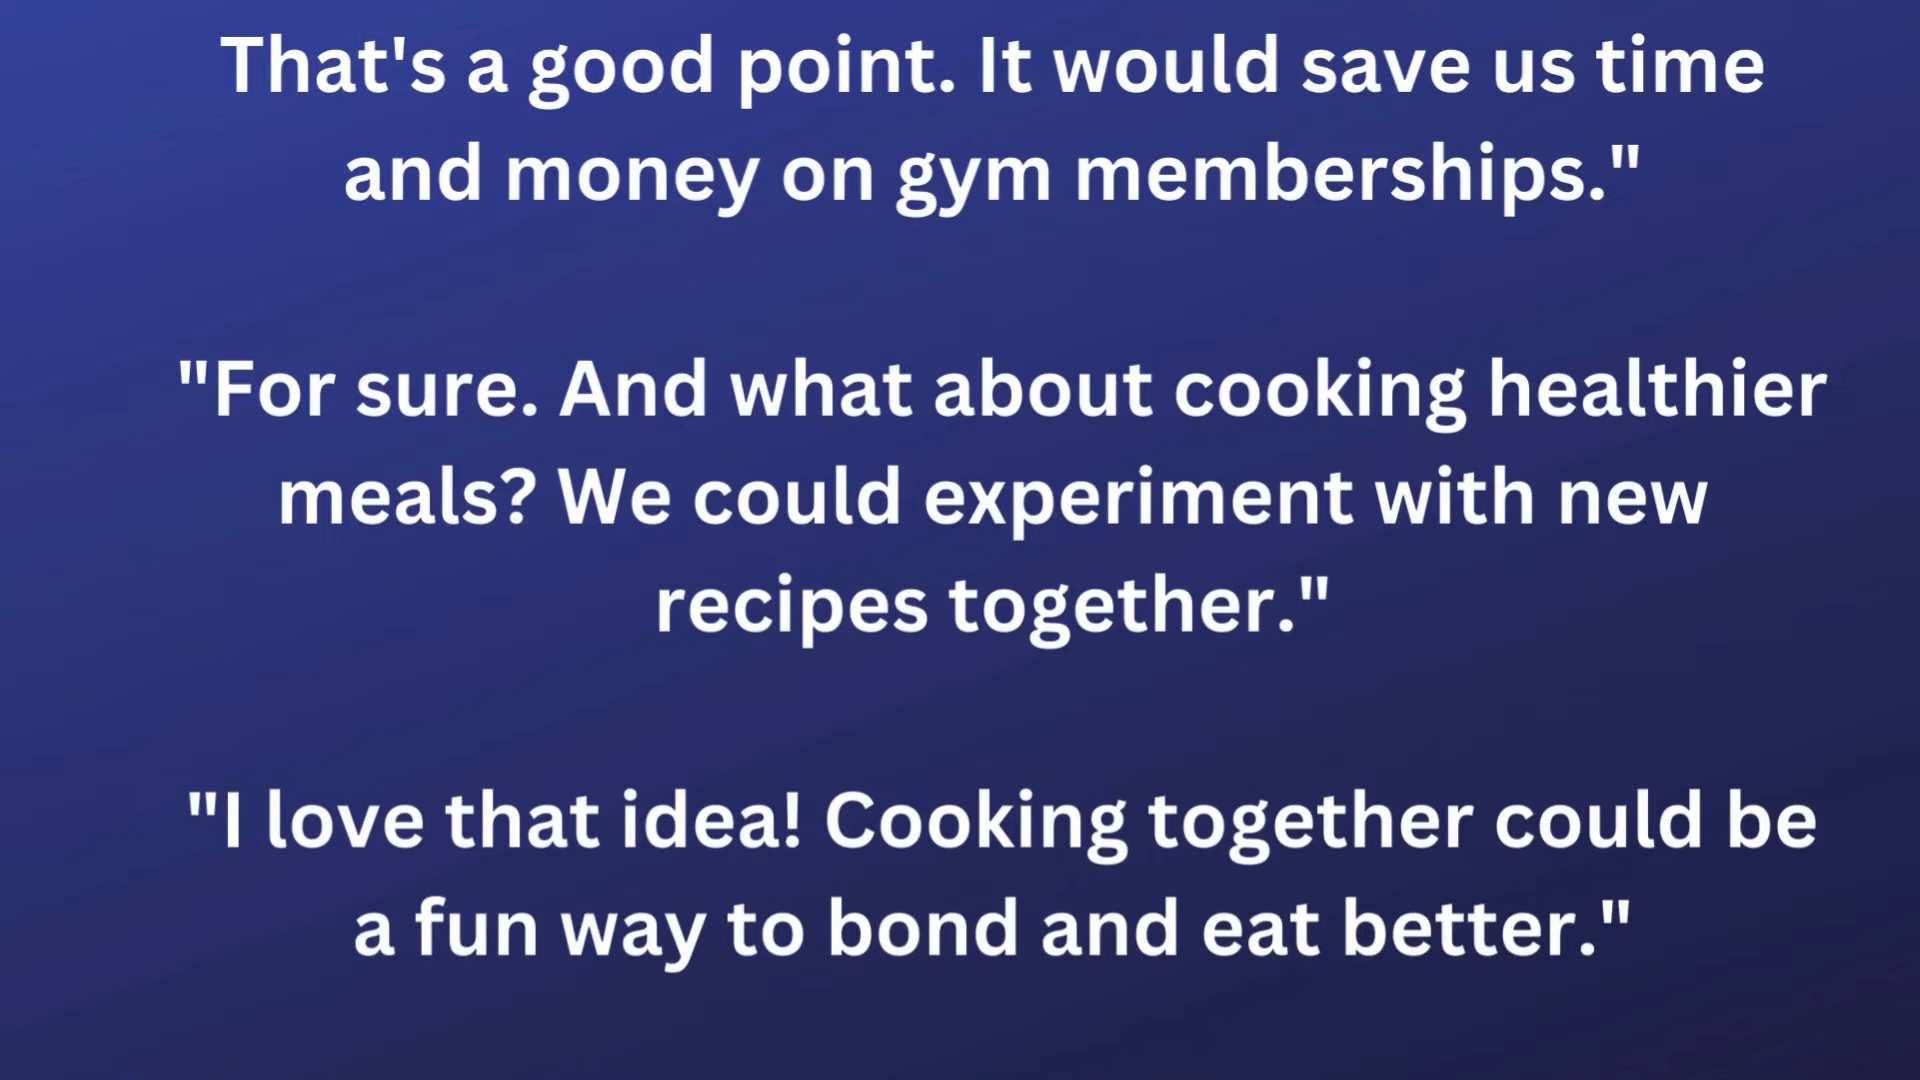 That's a good point. It would save us time
and money on gym memberships."
"For sure. And what about cooking healthier
meals? We could experiment with new
recipes together."
"I love that idea! Cooking together could be
a fun way to bond and eat better."